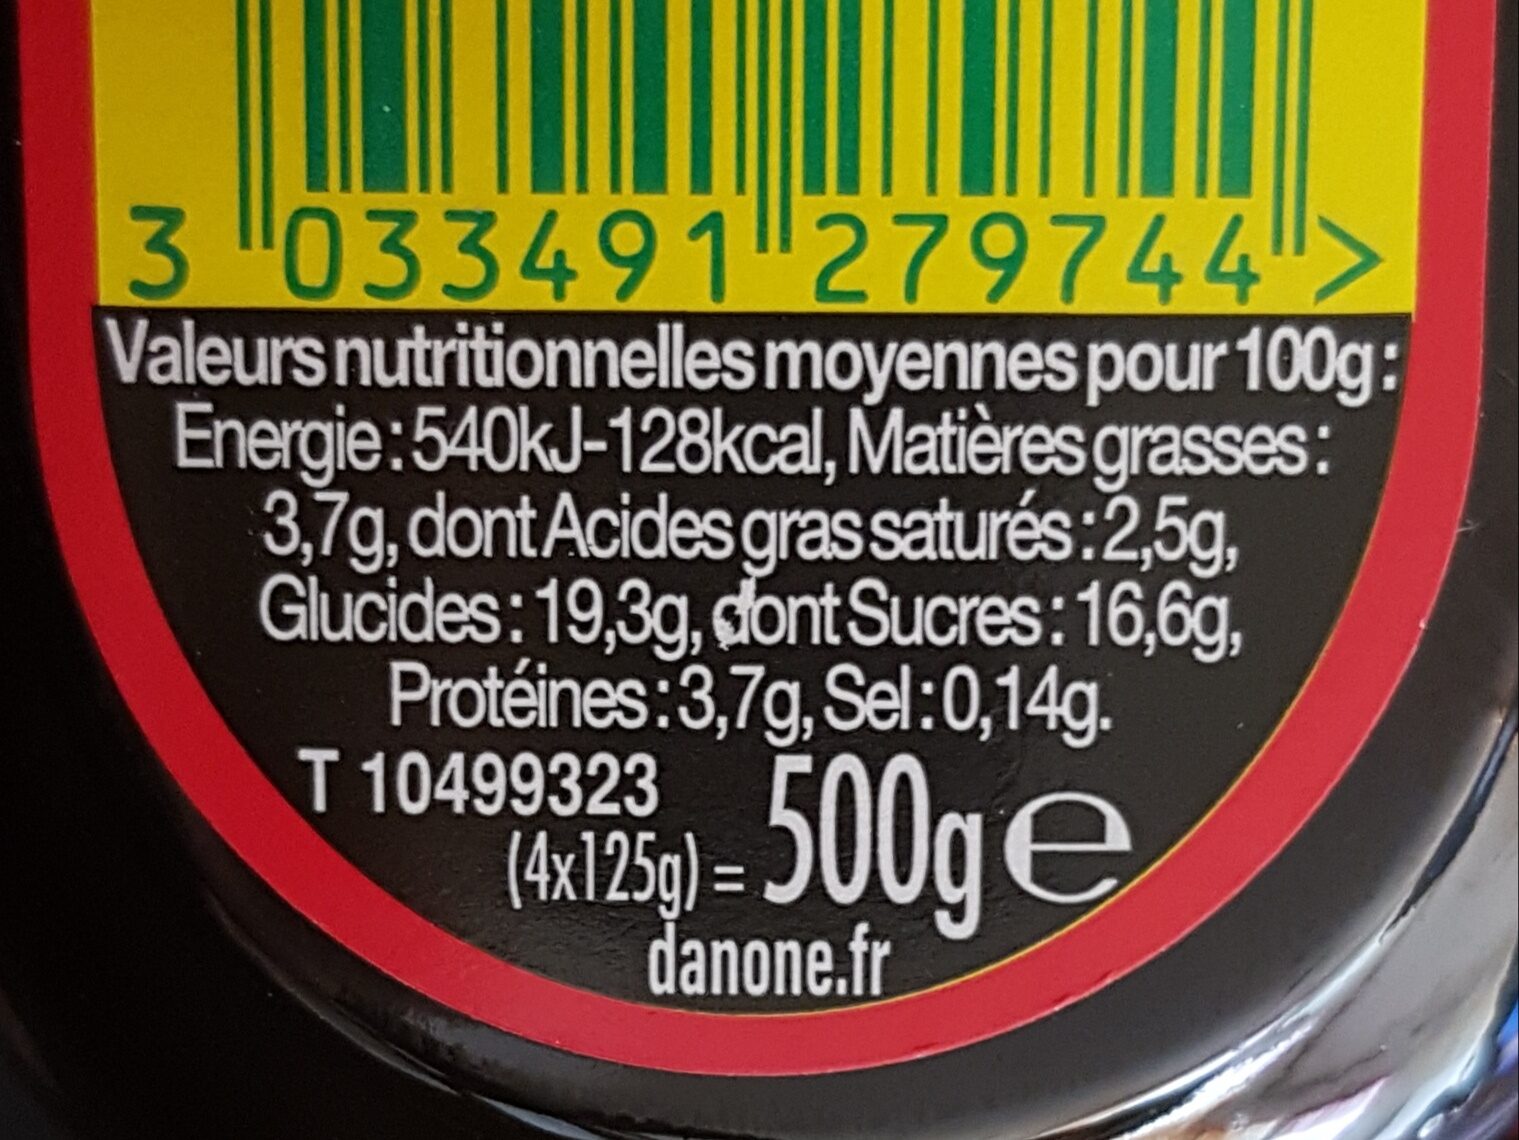 3 033491 279744 >
Valeurs nutritionnelles moyennes pour 100g :
Energie : 540kJ-128kcal, Matières grasses :
3,7g, dont Acides gras saturés : 2,5g,
Glucides : 19,3g, dont Sucres : 16,6g,
Protéines : 3,7g, Sel : 0,14g.
T 10499323
(4x125g) = 500g e
danone.fr